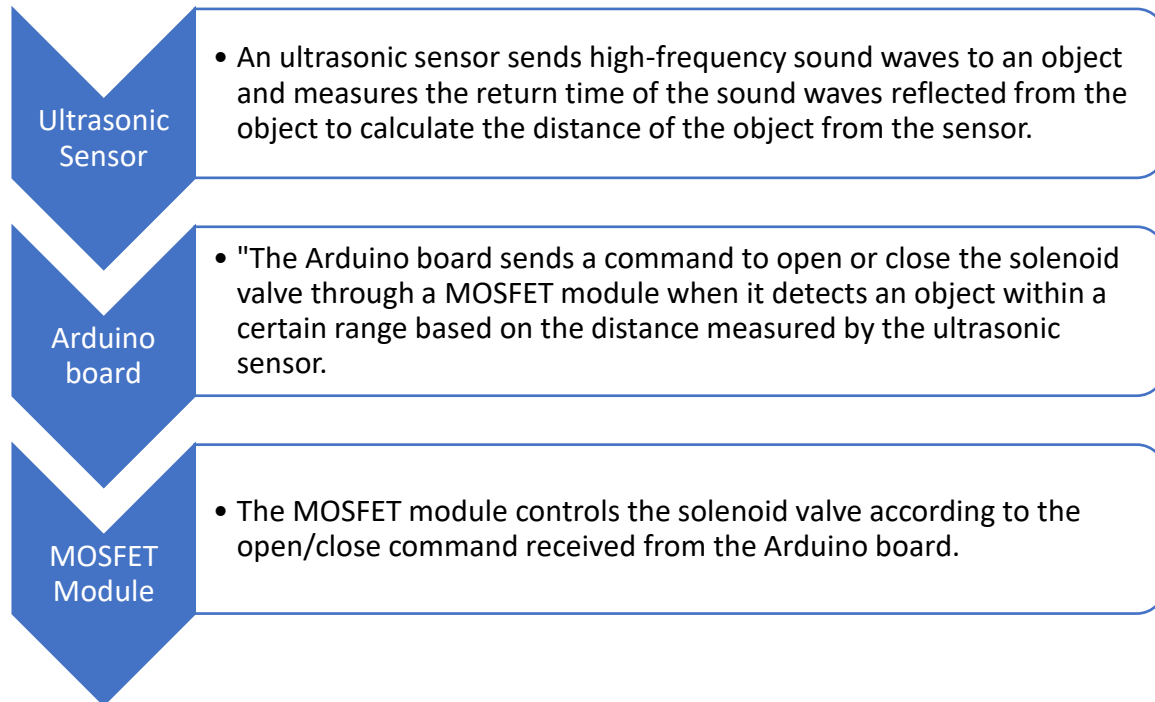 Ultrasonic
Sensor
• An ultrasonic sensor sends high-frequency sound waves to an object
and measures the return time of the sound waves reflected from the
object to calculate the distance of the object from the sensor.
Arduino
board
• "The Arduino board sends a command to open or close the solenoid
valve through a MOSFET module when it detects an object within a
certain range based on the distance measured by the ultrasonic
sensor.
MOSFET
Module
• The MOSFET module controls the solenoid valve according to the
open/close command received from the Arduino board.